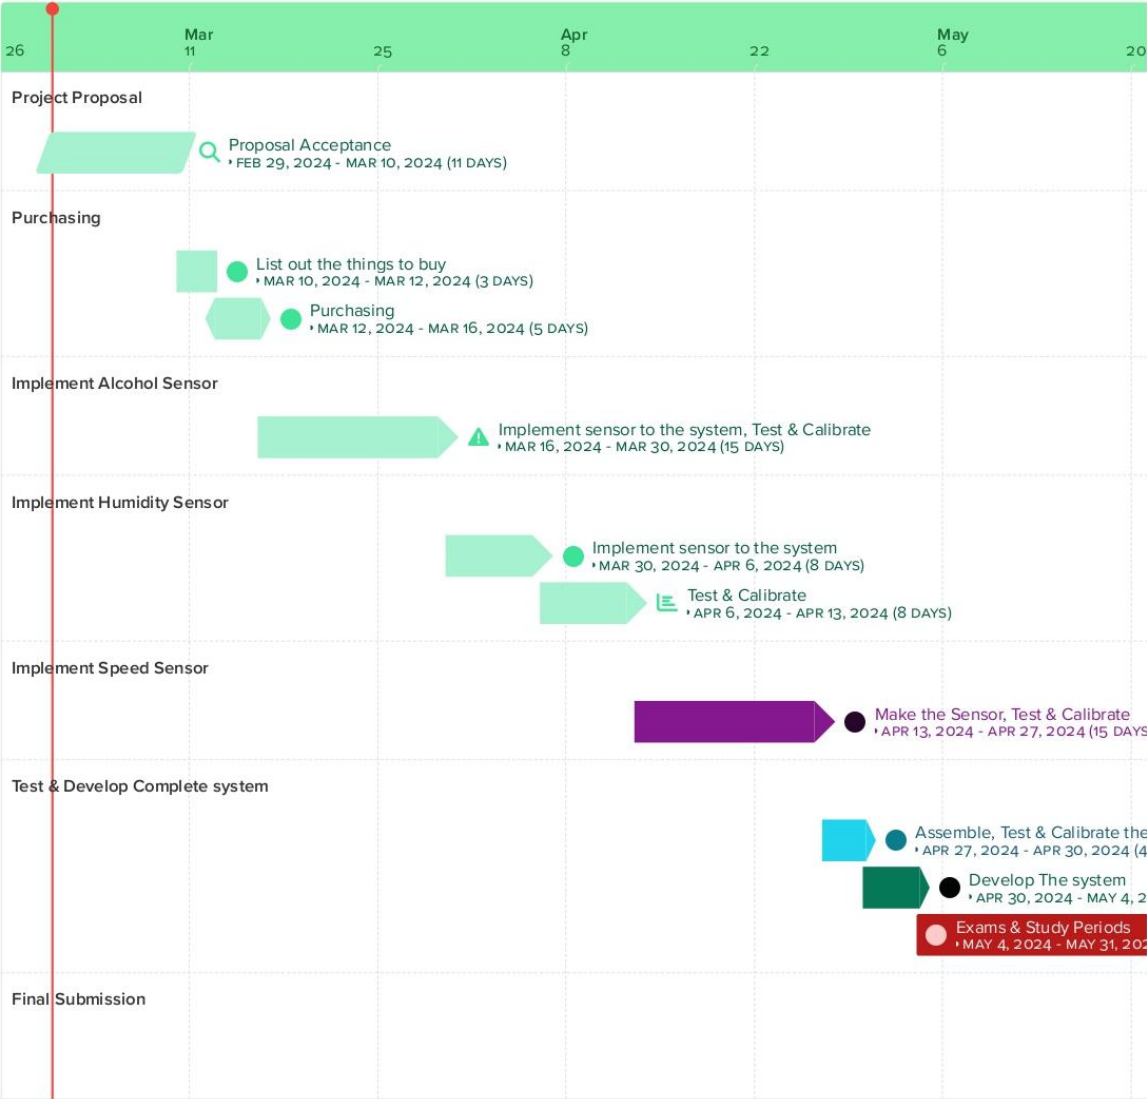 Mar Apr May
26 11 25 8 22 6 20
Project Proposal
Proposal Acceptance
FEB 29, 2024 - MAR 10, 2024 (11 DAYS)
Purchasing
List out the things to buy
MAR 10, 2024 - MAR 12, 2024 (3 DAYS)
Purchasing
MAR 12, 2024 - MAR 16, 2024 (5 DAYS)
Implement Alcohol Sensor
Implement sensor to the system, Test & Calibrate
MAR 16, 2024 - MAR 30, 2024 (15 DAYS)
Implement Humidity Sensor
Implement sensor to the system
MAR 30, 2024 - APR 6, 2024 (8 DAYS)
Test & Calibrate
APR 6, 2024 - APR 13, 2024 (8 DAYS)
Implement Speed Sensor
Make the Sensor, Test & Calibrate
APR 13, 2024 - APR 27, 2024 (15 DAYS
Test & Develop Complete system
Assemble, Test & Calibrate the
APR 27, 2024 - APR 30, 2024 (4
Develop The system
APR 30, 2024 - MAY 4, 2
Exams & Study Periods
MAY 4, 2024 - MAY 31, 202
Final Submission